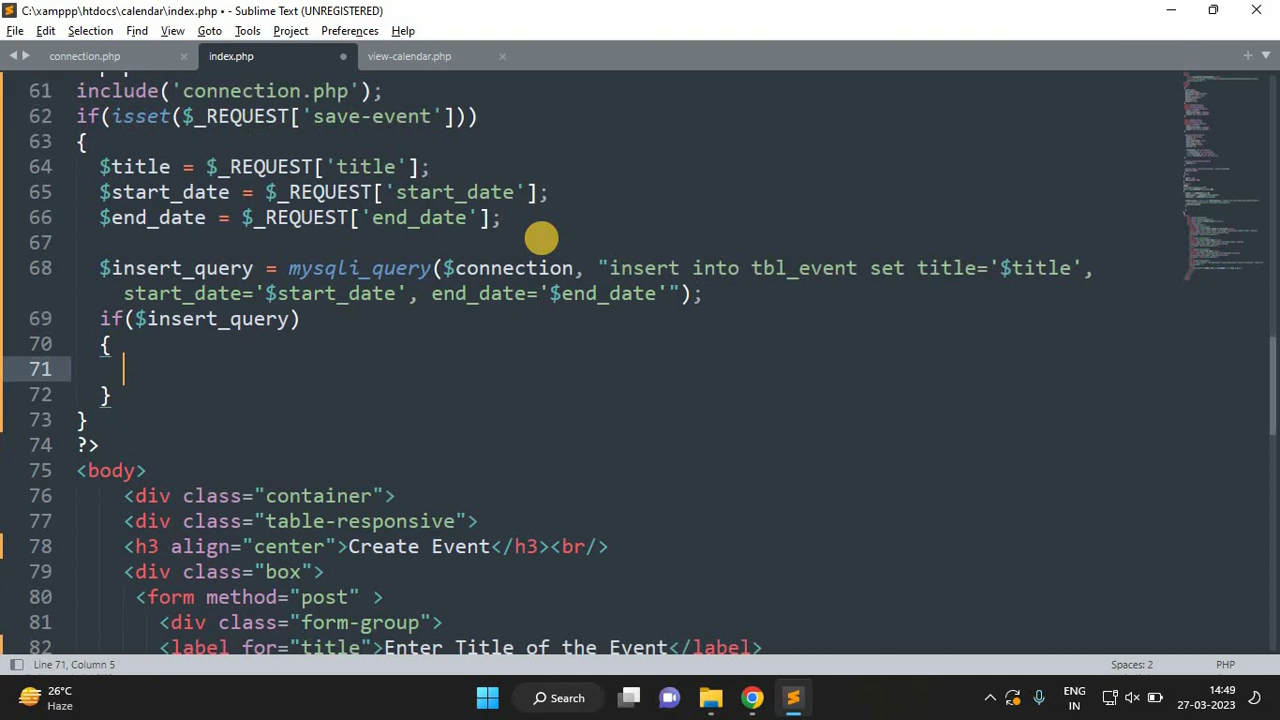 C:\xamppp\htdocs\calendar\index.php • - Sublime Text (UNREGISTERED)
File Edit Selection Find View Goto Tools Project Preferences Help
connection.php index.php view-calendar.php
61 include('connection.php');
62 if(isset($_REQUEST['save-event']))
63 {
64 $title = $_REQUEST['title'];
65 $start_date = $_REQUEST['start_date'];
66 $end_date = $_REQUEST['end_date'];
67
68 $insert_query = mysqli_query($connection, "insert into tbl_event set title='$title',
start_date='$start_date', end_date='$end_date'");
69 if($insert_query)
70 {
71
72 }
73 }
74 ?>
75 <body>
76 <div class="container">
77 <div class="table-responsive">
78 <h3 align="center">Create Event</h3><br/>
79 <div class="box">
80 <form method="post" >
81 <div class="form-group">
82 <label for="title">Enter Title of the Event</label>
Line 71, Column 5 Spaces: 2 PHP
26°C
Haze
Search
ENG
IN
14:49
27-03-2023